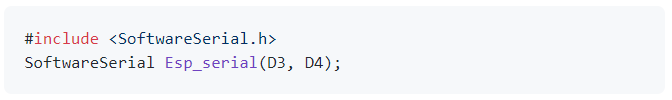 #include <SoftwareSerial.h>
SoftwareSerial Esp_serial(D3, D4);